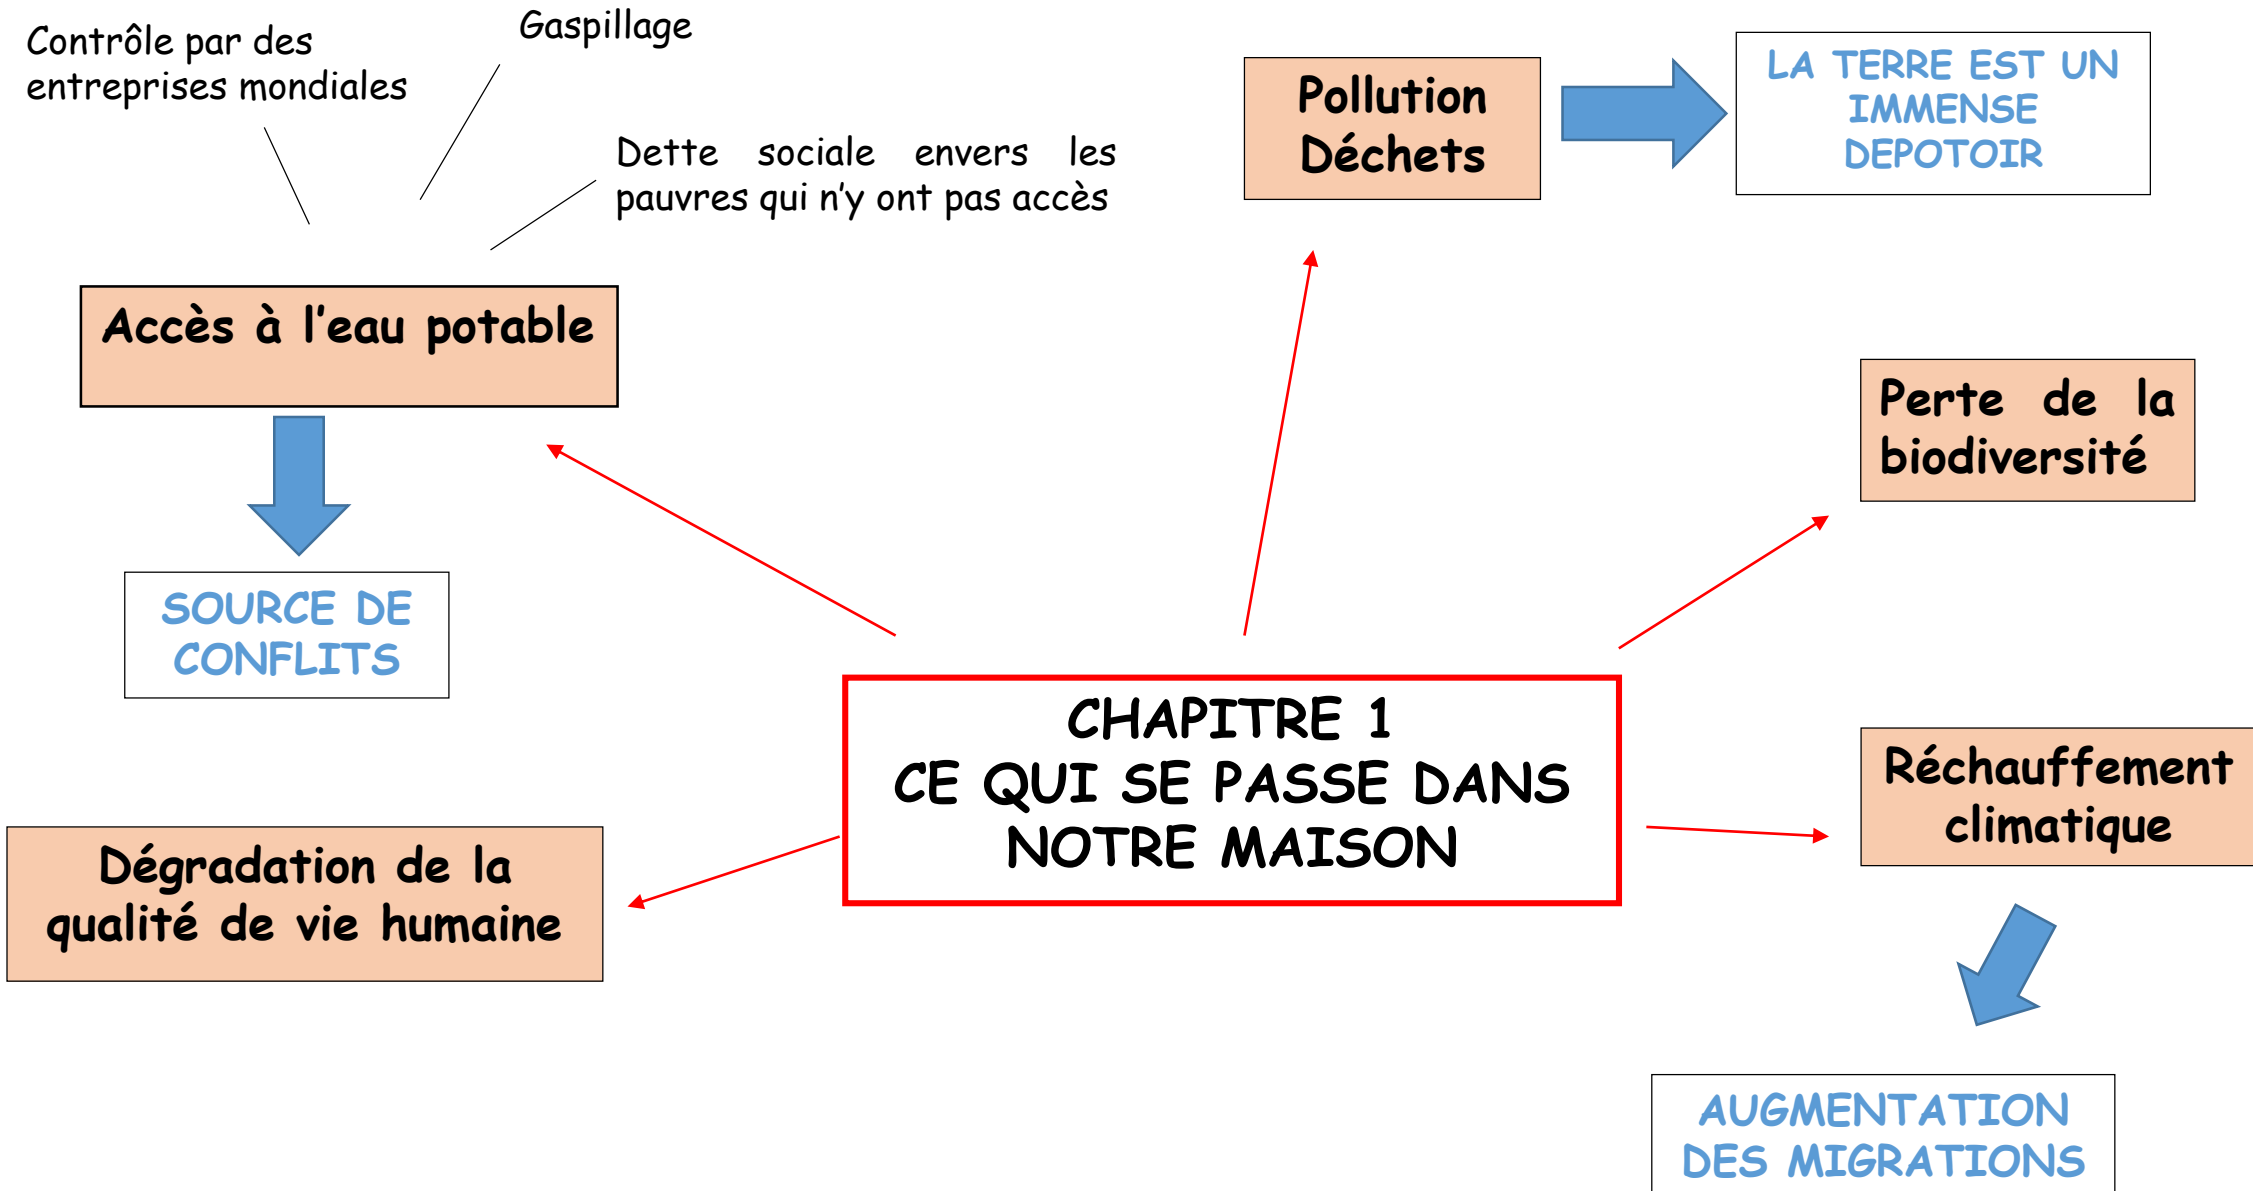 Contrôle par des
entreprises mondiales
Gaspillage
Dette sociale envers les
pauvres qui n'y ont pas accès
Pollution
Déchets
LA TERRE EST UN
IMMENSE
DEPOTOIR
Accès à l'eau potable
Perte de la
biodiversité
SOURCE DE
CONFLITS
CHAPITRE 1
CE QUI SE PASSE DANS
NOTRE MAISON
Réchauffement
climatique
Dégradation de la
qualité de vie humaine
AUGMENTATION
DES MIGRATIONS